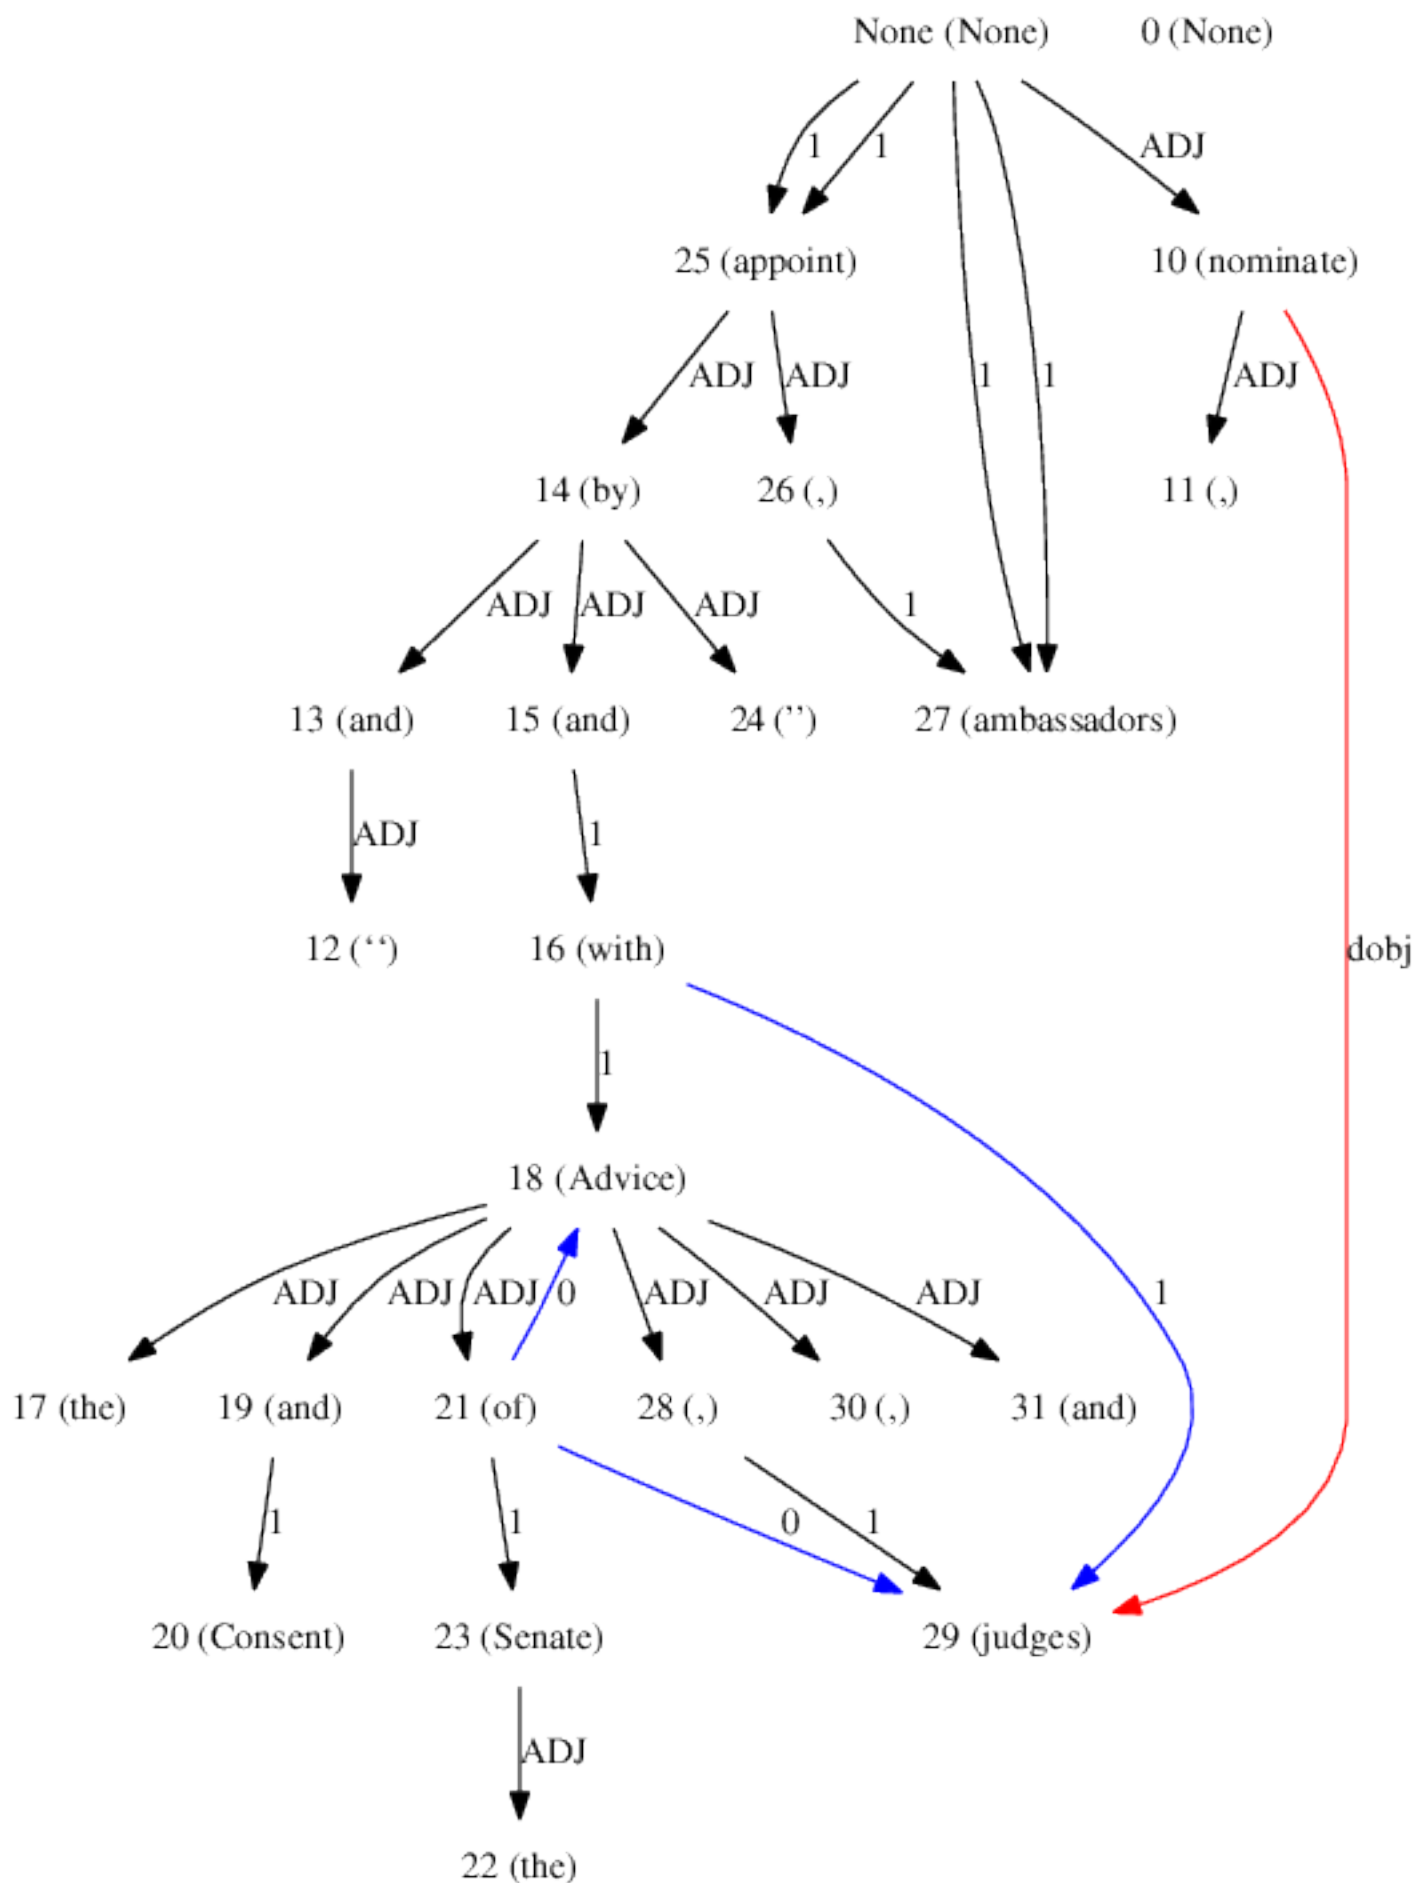 None (None) 0 (None)
1 1 ADJ
25 (appoint) 10 (nominate)
ADJ ADJ 1 1 ADJ
14 (by) 26 (,) 11 (,)
ADJ ADJ ADJ 1
13 (and) 15 (and) 24 (’’) 27 (ambassadors)
ADJ 1
12 (‘‘) 16 (with) dobj
1
18 (Advice)
ADJ ADJ ADJ 0 ADJ ADJ ADJ 1
17 (the) 19 (and) 21 (of) 28 (,) 30 (,) 31 (and)
1 1 0 1
20 (Consent) 23 (Senate) 29 (judges)
ADJ
22 (the)